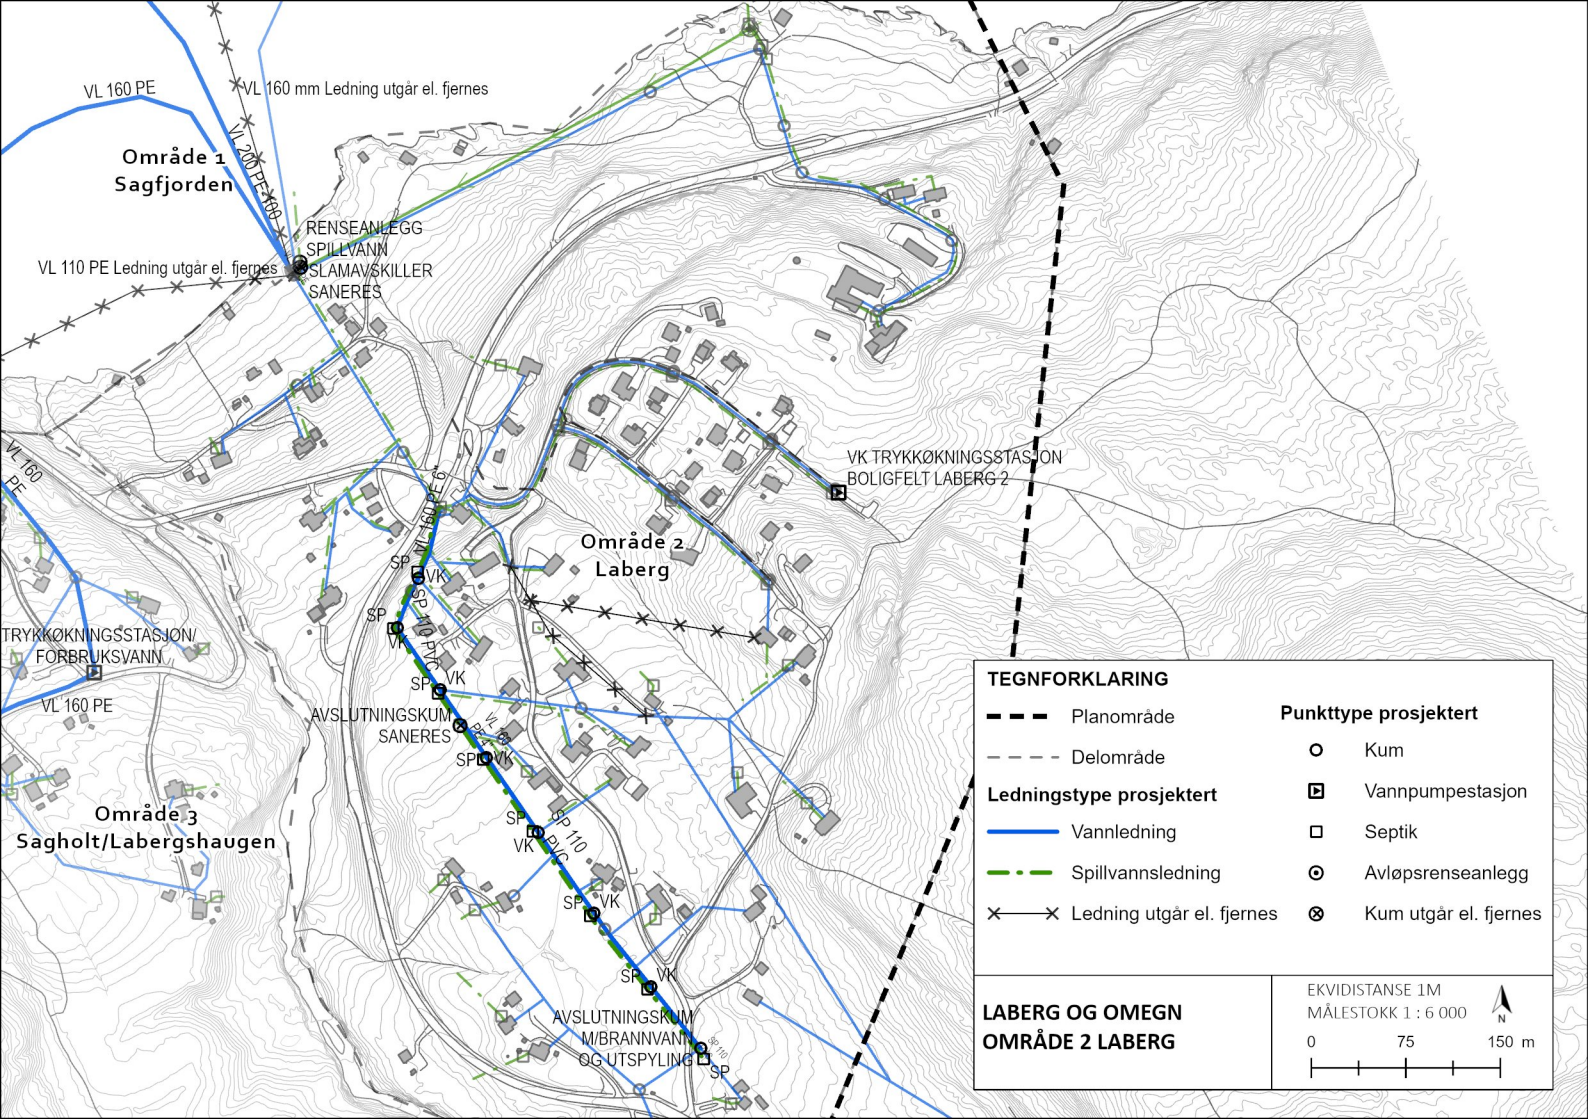 VL 160 PE
VL 160 mm Ledning utgår el. fjernes
Område 1
Sagfjorden
VL 200 PE 100
RENSEANLEGG
SPILLVANN
SLAMAVSKILLER
SANERES
VL 110 PE Ledning utgår el. fjernes
VL 160
PE
VK TRYKKØKNINGSSTASJON
BOLIGFELT LABERG 2
VL 160 PE 6"
Område 2
Laberg
SP
VK
SP 110 PVC
SP
VK
TRYKKØKNINGSSTASJON/
FORBRUKSVANN
VL 160 PE
SP
VK
AVSLUTNINGSKUM
SANERES
VL 160
PE
SP
VK
Område 3
Sagholt/Labergshaugen
SP
VK
SP 110
PVC
SP
VK
SP
VK
AVSLUTNINGSKUM
M/BRANNVANN
OG UTSPYLING
SP 110
SP
TEGNFORKLARING
Planområde
Delområde
Ledningstype prosjektert
Vannledning
Spillvannsledning
Ledning utgår el. fjernes
Punkttype prosjektert
Kum
Vannpumpestasjon
Septik
Avløpsrenseanlegg
Kum utgår el. fjernes
LABERG OG OMEGN
OMRÅDE 2 LABERG
EKVIDISTANSE 1M
MÅLESTOKK 1 : 6 000
N
0 75 150 m